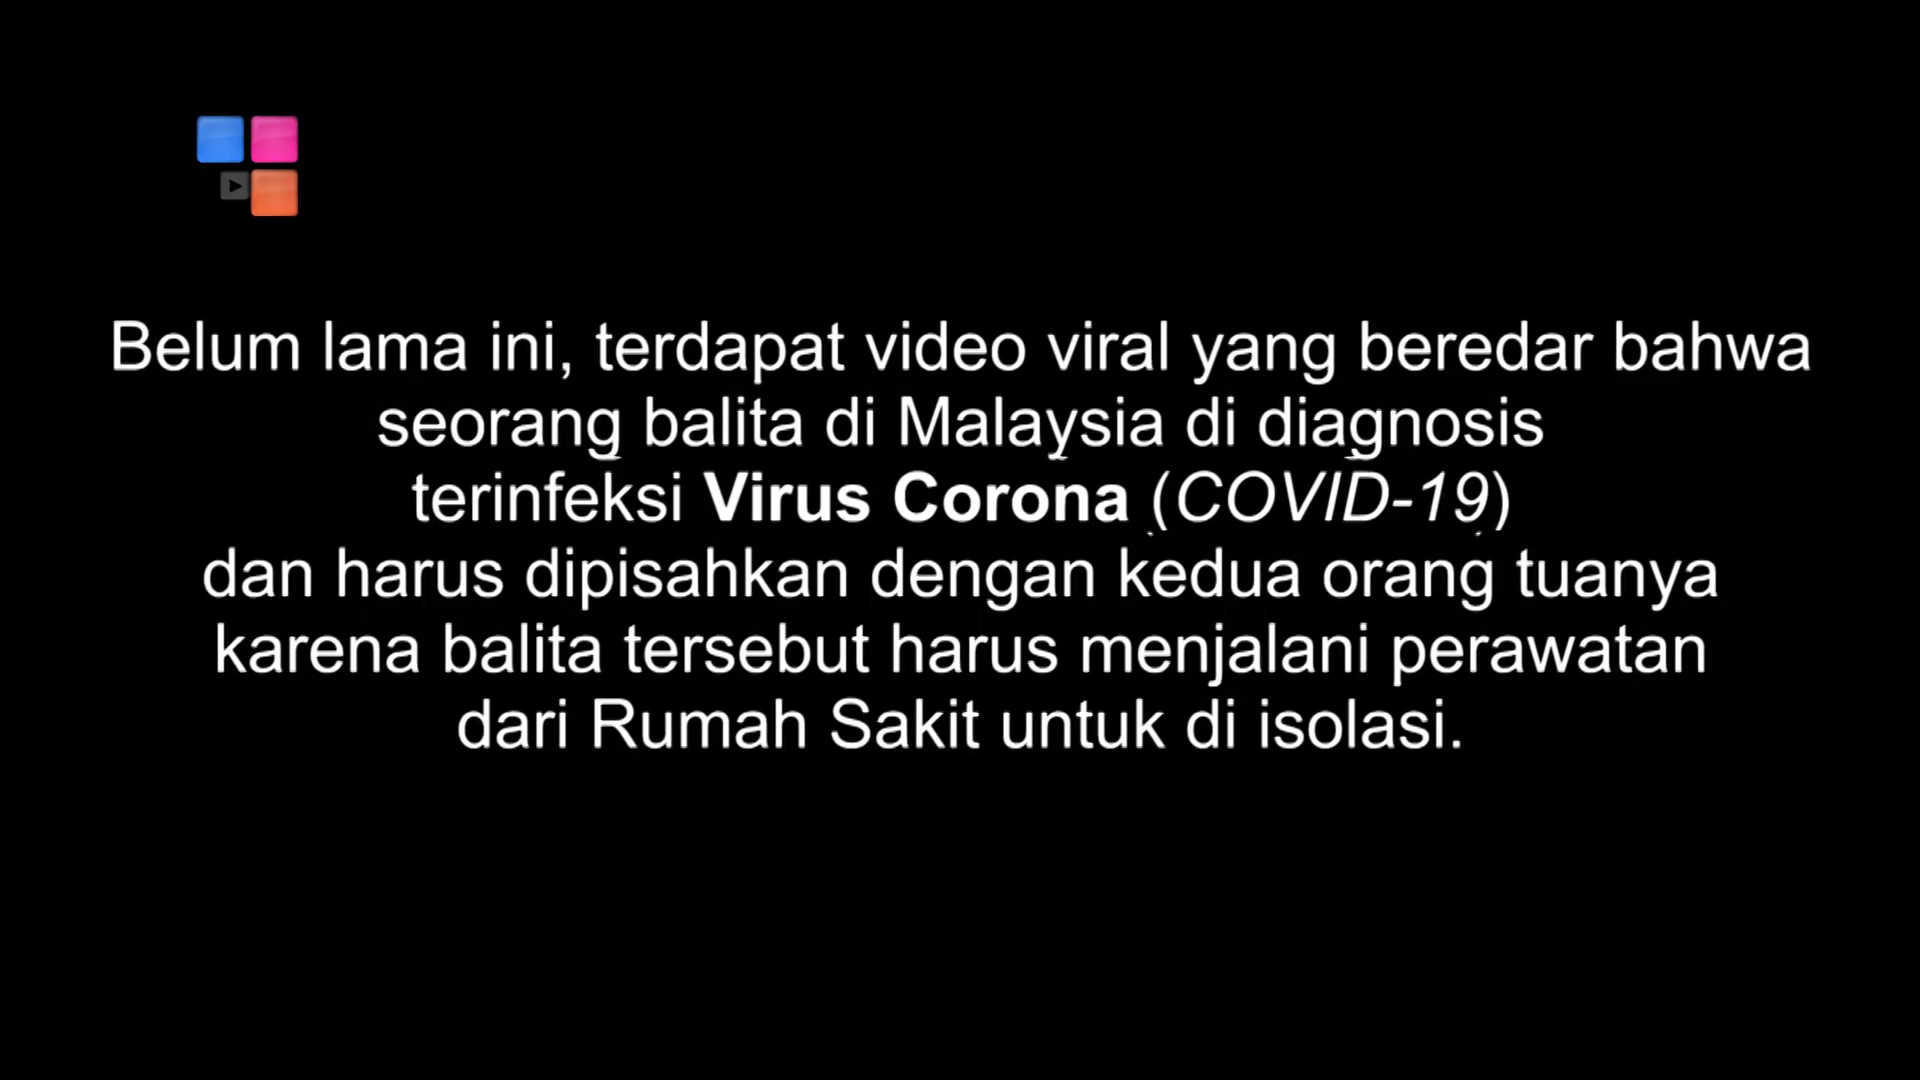 Belum lama ini, terdapat video viral yang beredar bahwa
seorang balita di Malaysia di diagnosis
terinfeksi Virus Corona (COVID-19)
dan harus dipisahkan dengan kedua orang tuanya
karena balita tersebut harus menjalani perawatan
dari Rumah Sakit untuk di isolasi.